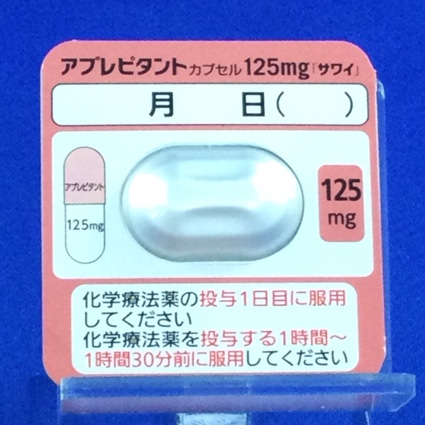 アプレピタントカプセル125mg「サワイ」
月 日( )
アプレピタント
125mg
125
mg
化学療法薬の投与1日目に服用
してください
化学療法薬を投与する1時間～
1時間30分前に服用してください